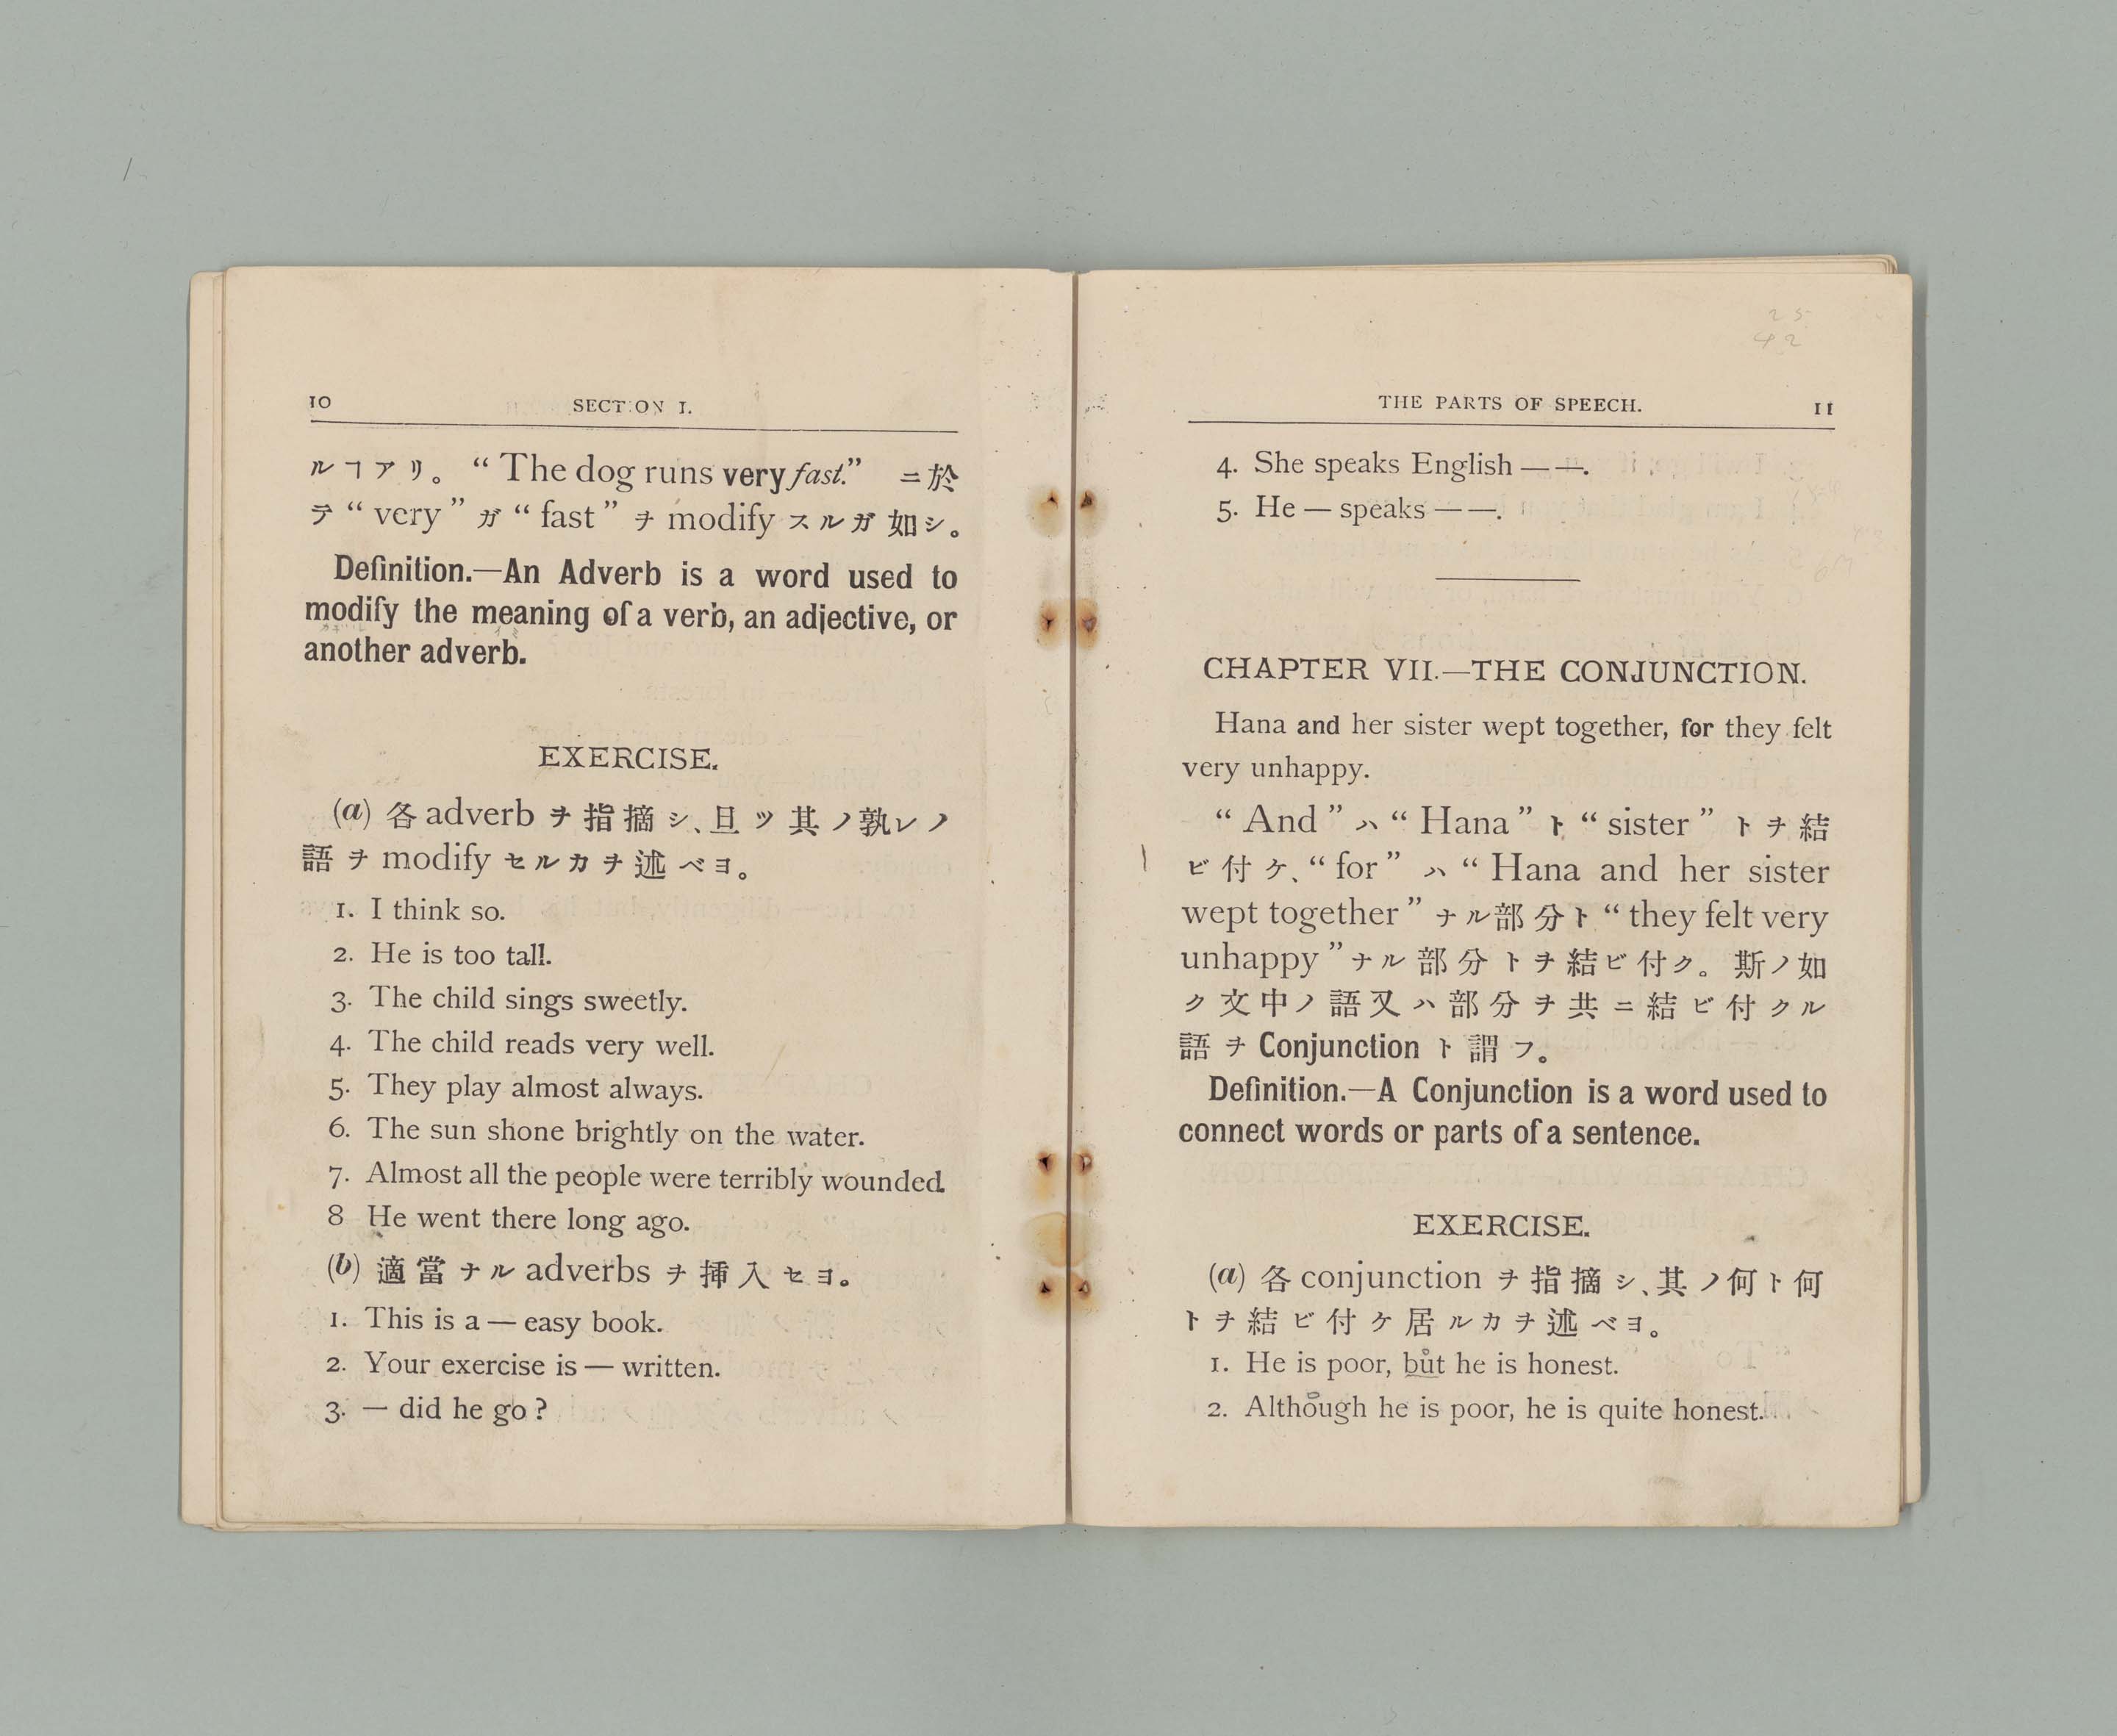 10
SECTION I.
ルヿアリ。 “The dog runs very fast.” ニ於
テ “very” ガ “fast” ヲ modify スルガ如シ。
Definition.—An Adverb is a word used to
modify the meaning of a verb, an adjective, or
another adverb.
EXERCISE.
(a) 各 adverb ヲ指摘シ、且ツ其ノ孰レノ
語ヲ modify セルカヲ述ベヨ。
1. I think so.
2. He is too tall.
3. The child sings sweetly.
4. The child reads very well.
5. They play almost always.
6. The sun shone brightly on the water.
7. Almost all the people were terribly wounded.
8 He went there long ago.
(b) 適當ナル adverbs ヲ挿入セヨ。
1. This is a — easy book.
2. Your exercise is — written.
3. — did he go?
25
42
THE PARTS OF SPEECH.
11
4. She speaks English — —.
5. He — speaks — —.
CHAPTER VII.—THE CONJUNCTION.
Hana and her sister wept together, for they felt
very unhappy.
“And” ハ “Hana” ト “sister” トヲ結
ビ付ケ、“for” ハ “Hana and her sister
wept together” ナル部分ト “they felt very
unhappy” ナル部分トヲ結ビ付ク。斯ノ如
ク文中ノ語又ハ部分ヲ共ニ結ビ付クル
語ヲ Conjunction ト謂フ。
Definition.—A Conjunction is a word used to
connect words or parts of a sentence.
EXERCISE.
(a) 各 conjunction ヲ指摘シ、其ノ何ト何
トヲ結ビ付ケ居ルカヲ述ベヨ。
1. He is poor, but he is honest.
2. Although he is poor, he is quite honest.